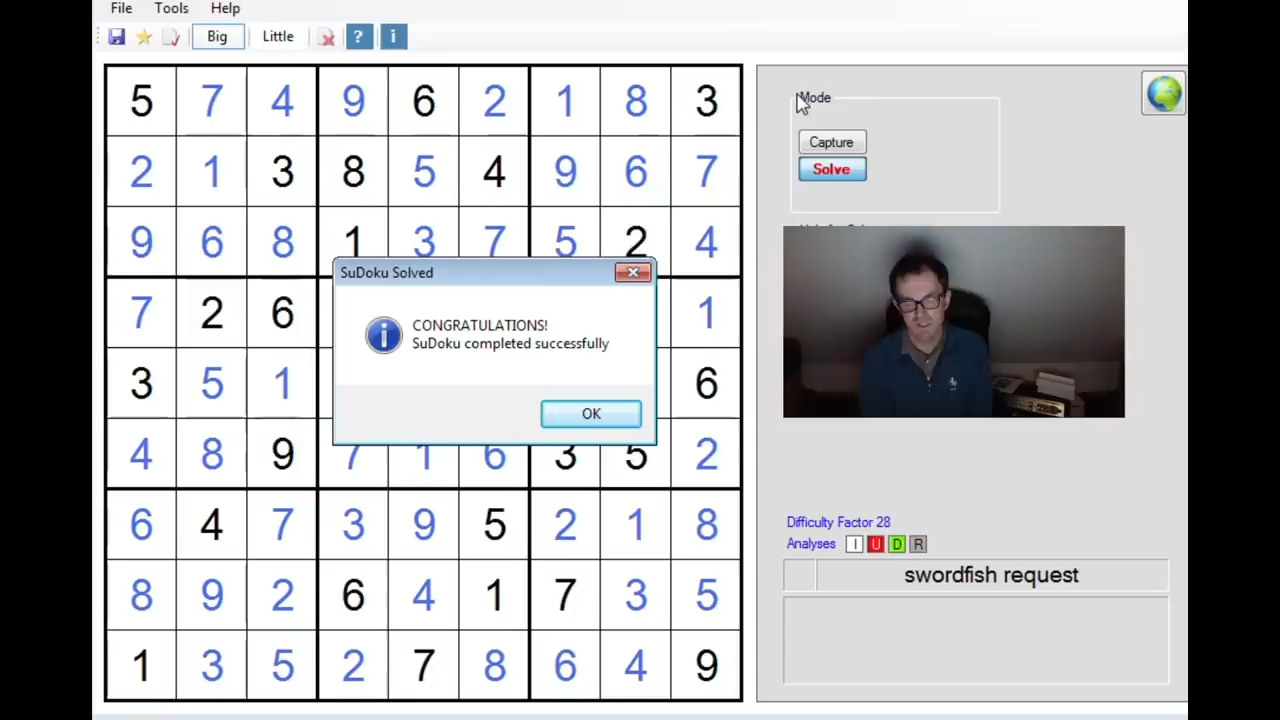 File Tools Help
Big Little ? i
5 7 4 9 6 2 1 8 3
Mode
Capture
2 1 3 8 5 4 9 6 7
Solve
9 6 8 1 3 7 5 2 4
SuDoku Solved
7 2 6 1
CONGRATULATIONS!
SuDoku completed successfully
3 5 1 6
OK
4 8 9 7 1 6 3 5 2
6 4 7 3 9 5 2 1 8
Difficulty Factor 28
Analyses I U D R
swordfish request
8 9 2 6 4 1 7 3 5
1 3 5 2 7 8 6 4 9